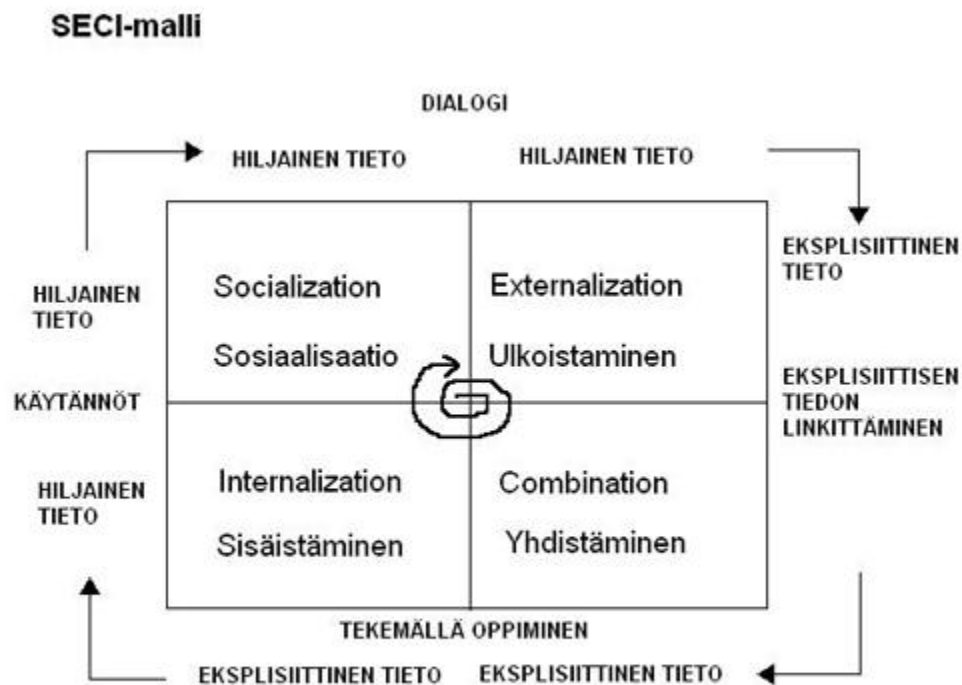 SECI-malli
DIALOGI
HILJAINEN TIETO
HILJAINEN TIETO
EKSPLISIITTINEN
TIETO
HILJAINEN
TIETO
Socialization
Sosiaalisaatio
Externalization
Ulkoistaminen
KÄYTÄNNÖT
EKSPLISIITTISEN
TIEDON
LINKITTÄMINEN
HILJAINEN
TIETO
Internalization
Sisäistäminen
Combination
Yhdistäminen
TEKEMÄLLÄ OPPIMINEN
EKSPLISIITTINEN TIETO
EKSPLISIITTINEN TIETO